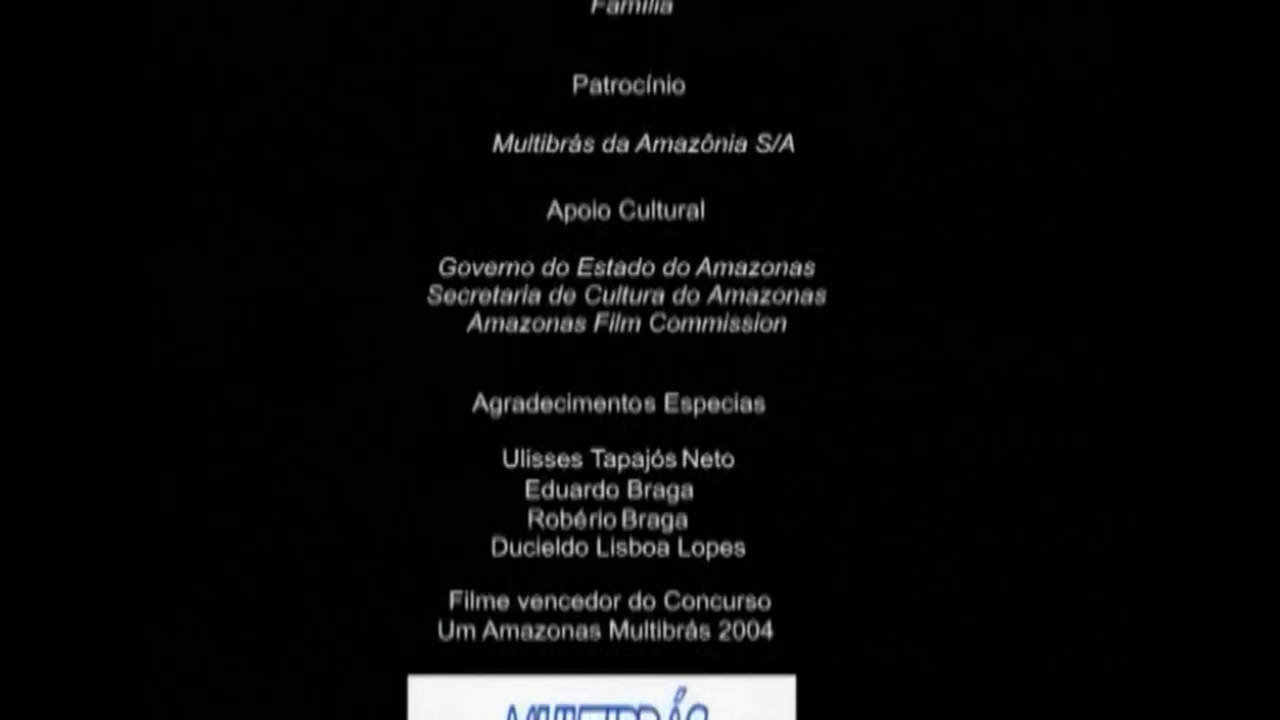 Família
Patrocínio
Multibrás da Amazônia S/A
Apoio Cultural
Governo do Estado do Amazonas
Secretaria de Cultura do Amazonas
Amazonas Film Commission
Agradecimentos Especias
Ulisses Tapajós Neto
Eduardo Braga
Robério Braga
Ducieldo Lisboa Lopes
Filme vencedor do Concurso
Um Amazonas Multibrás 2004
MULTIBRÁS